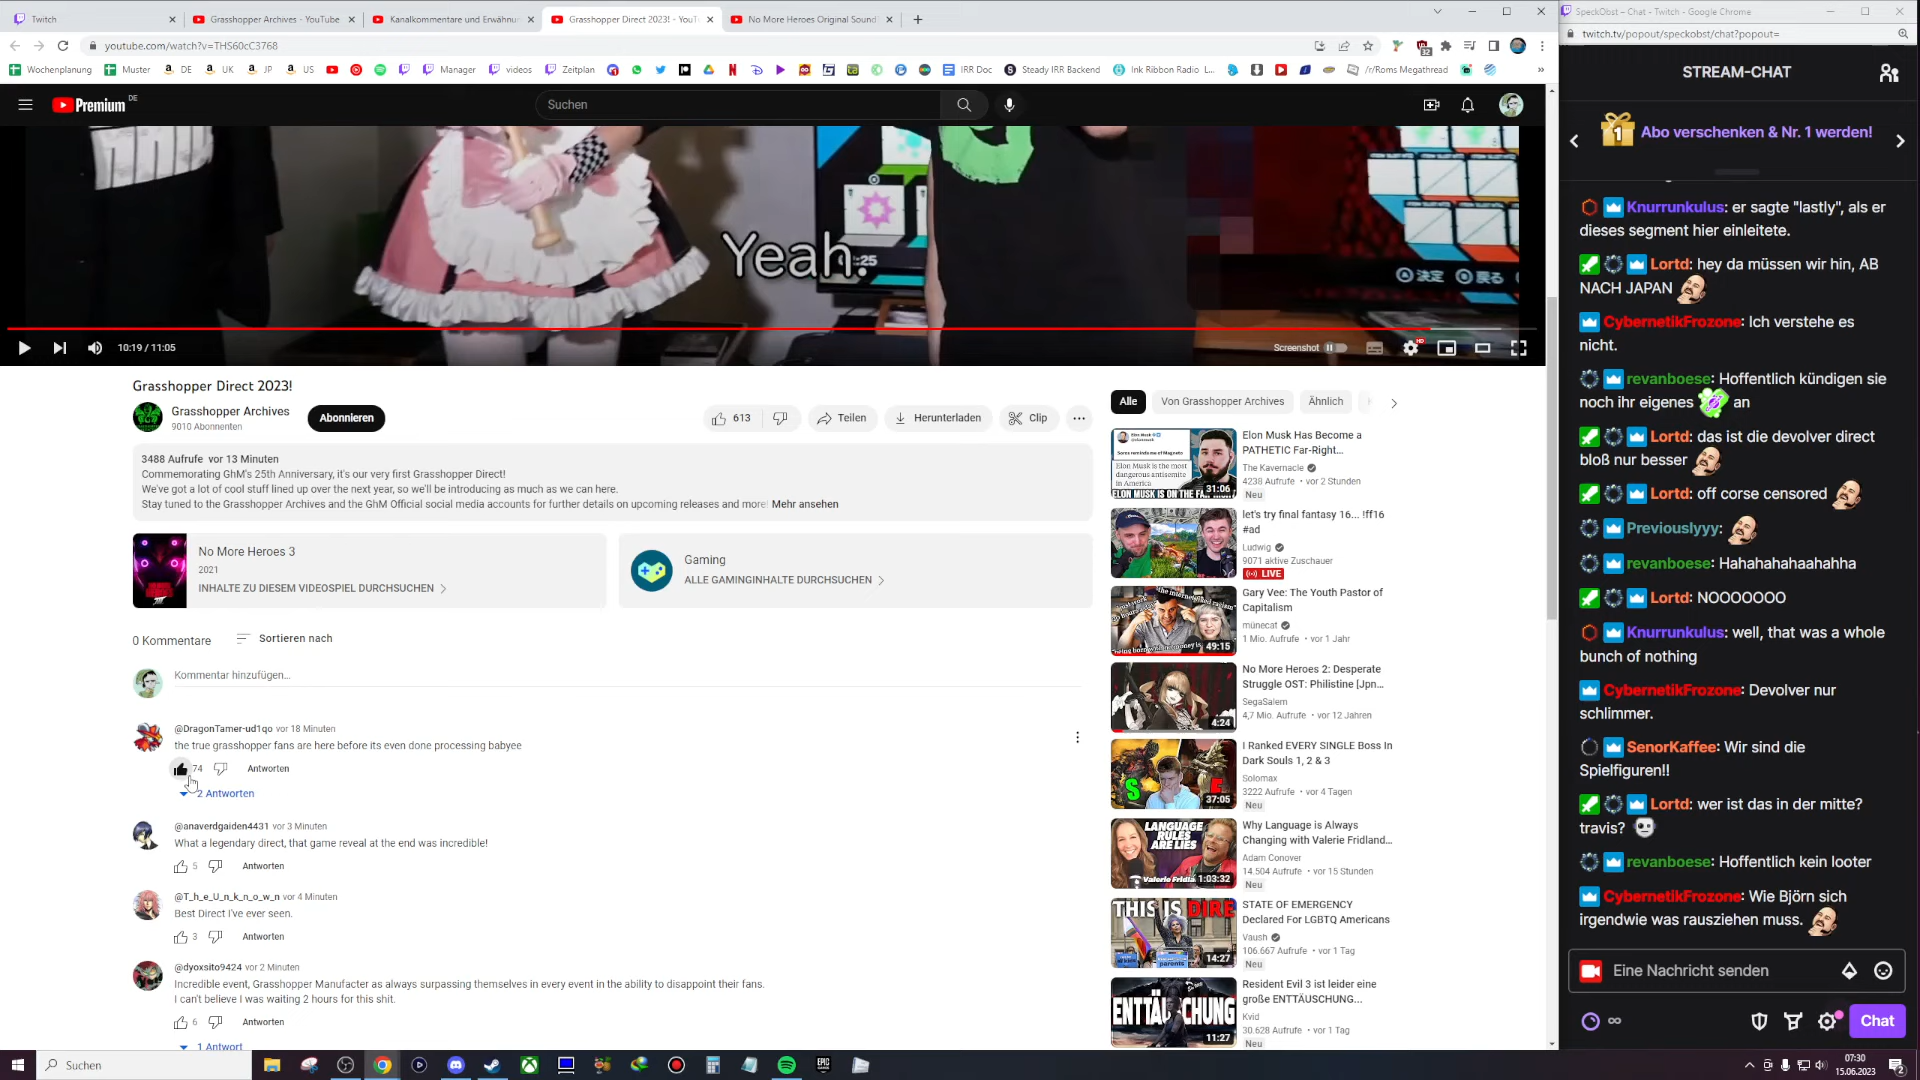 Twitch
Grasshopper Archives - YouTube
Kanalkommentare und Erwähnu
Grasshopper Direct 2023! - YouT
No More Heroes Original Sound
SpeckObst – Chat - Twitch - Google Chrome
youtube.com/watch?v=THS60cC3768
twitch.tv/popout/speckobst/chat?popout=
Wochenplanung
Muster
DE
UK
JP
US
Manager
videos
Zeitplan
IRR Doc
Steady IRR Backend
Ink Ribbon Radio L...
/r/Roms Megathread
Premium DE
Suchen
STREAM-CHAT
Abo verschenken & Nr. 1 werden!
Yeah.
:25
決定
戻る
10:19 / 11:05
Screenshot
Grasshopper Direct 2023!
Grasshopper Archives
9010 Abonnenten
Abonnieren
613
Teilen
Herunterladen
Clip
3488 Aufrufe vor 13 Minuten
Commemorating GhM's 25th Anniversary, it's our very first Grasshopper Direct!
We've got a lot of cool stuff lined up over the next year, so we'll be introducing as much as we can here.
Stay tuned to the Grasshopper Archives and the GhM Official social media accounts for further details on upcoming releases and more! Mehr ansehen
No More Heroes 3
2021
INHALTE ZU DIESEM VIDEOSPIEL DURCHSUCHEN
Gaming
ALLE GAMINGINHALTE DURCHSUCHEN
0 Kommentare
Sortieren nach
Kommentar hinzufügen...
@DragonTamer-ud1qo vor 18 Minuten
the true grasshopper fans are here before its even done processing babyee
74
Antworten
2 Antworten
@anaverdgaiden4431 vor 3 Minuten
What a legendary direct, that game reveal at the end was incredible!
5
Antworten
@T_h_e_U_n_k_n_o_w_n vor 4 Minuten
Best Direct I've ever seen.
3
Antworten
@dyoxsito9424 vor 2 Minuten
Incredible event, Grasshopper Manufacter as always surpassing themselves in every event in the ability to disappoint their fans.
I can't believe I was waiting 2 hours for this shit.
6
Antworten
1 Antwort
Alle
Von Grasshopper Archives
Ähnlich
ELON MUSK IS ON THE FAR
31:06
Elon Musk Has Become a
PATHETIC Far-Right...
The Kavernacle
4238 Aufrufe • vor 2 Stunden
Neu
let's try final fantasy 16... !ff16
#ad
Ludwig
9071 aktive Zuschauer
LIVE
49:15
Gary Vee: The Youth Pastor of
Capitalism
münecat
1 Mio. Aufrufe • vor 1 Jahr
4:24
No More Heroes 2: Desperate
Struggle OST: Philistine [Jpn...
SegaSalem
4,7 Mio. Aufrufe • vor 12 Jahren
37:05
I Ranked EVERY SINGLE Boss In
Dark Souls 1, 2 & 3
Solomax
3222 Aufrufe • vor 4 Tagen
Neu
LANGUAGE
RULES
ARE LIES
1:03:32
Why Language is Always
Changing with Valerie Fridland...
Adam Conover
14.504 Aufrufe • vor 15 Stunden
Neu
THIS IS DIRE
14:27
STATE OF EMERGENCY
Declared For LGBTQ Americans
Vaush
106.667 Aufrufe • vor 1 Tag
Neu
ENTTÄUSCHUNG
11:27
Resident Evil 3 ist leider eine
große ENTTÄUSCHUNG...
Kvid
30.628 Aufrufe • vor 1 Tag
Neu
Knurrunkulus: er sagte "lastly", als er
dieses segment hier einleitete.
Lortd: hey da müssen wir hin, AB
NACH JAPAN
CybernetikFrozone: Ich verstehe es
nicht.
revanboese: Hoffentlich kündigen sie
noch ihr eigenes an
Lortd: das ist die devolver direct
bloß nur besser
Lortd: off corse censored
Previouslyyy:
revanboese: Hahahahahaahahha
Lortd: NOOOOOOO
Knurrunkulus: well, that was a whole
bunch of nothing
CybernetikFrozone: Devolver nur
schlimmer.
SenorKaffee: Wir sind die
Spielfiguren!!
Lortd: wer ist das in der mitte?
travis?
revanboese: Hoffentlich kein looter
CybernetikFrozone: Wie Björn sich
irgendwie was rausziehen muss.
Eine Nachricht senden
Chat
Suchen
07:30
15.06.2023